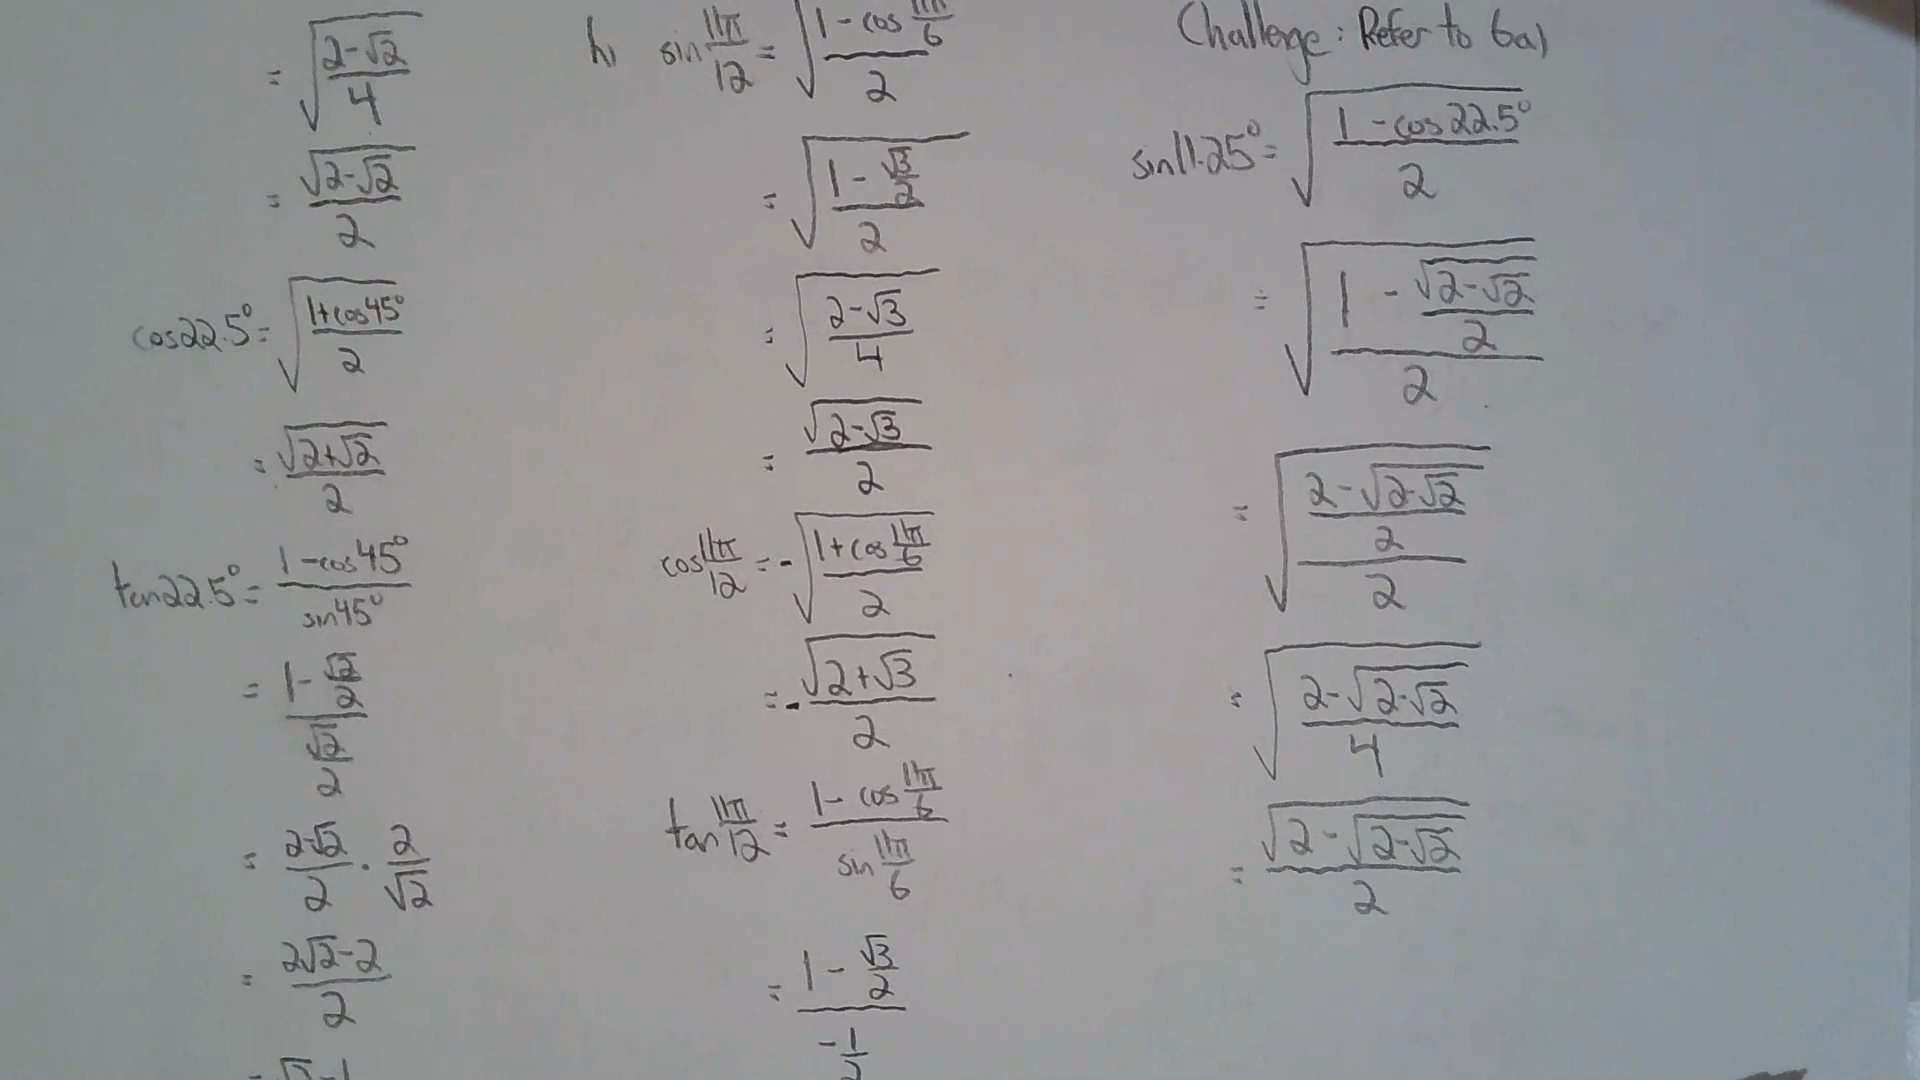 = √((2-√2)/4)
= √(2-√2)/2
cos22.5° = √((1+cos45°)/2)
= √(2+√2)/2
tan22.5° = (1-cos45°)/(sin45°)
= (1-√2/2)/(√2/2)
= (2-√2)/2 · 2/√2
= (2√2-2)/2
h) sin 11π/12 = √((1-cos 11π/6)/2)
= √((1-√3/2)/2)
= √((2-√3)/4)
= √(2-√3)/2
cos 11π/12 = -√((1+cos 11π/6)/2)
= -√(2+√3)/2
tan 11π/12 = (1-cos 11π/6)/(sin 11π/6)
= (1-√3/2)/(-1/2)
Challenge: Refer to 6a)
sin11.25° = √((1-cos22.5°)/2)
= √((1-√(2-√2)/2)/2)
= √(((2-√(2-√2))/2)/2)
= √((2-√(2-√2))/4)
= √(2-√(2-√2))/2